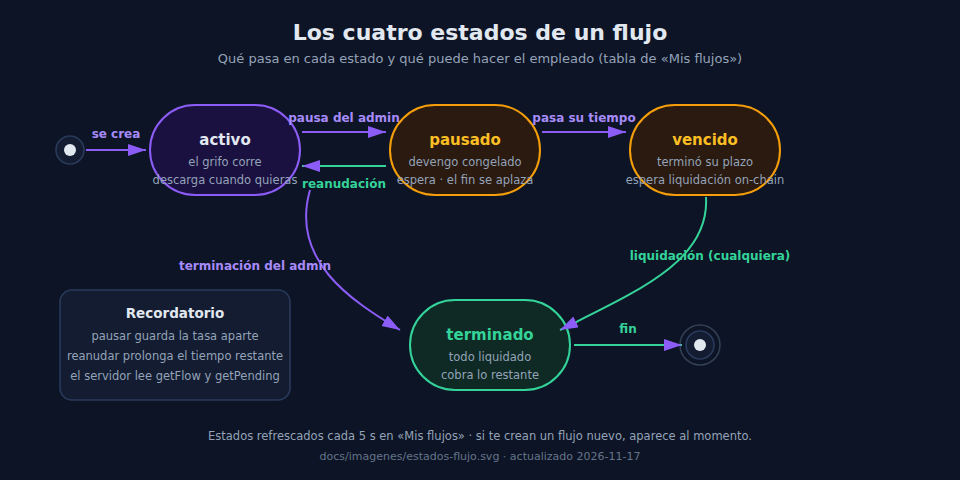 Los cuatro estados de un flujo
Qué pasa en cada estado y qué puede hacer el empleado (tabla de «Mis flujos»)
se crea
activo
el grifo corre
descarga cuando quieras
pausa del admin
reanudación
pausado
devengo congelado
espera · el fin se aplaza
pasa su tiempo
vencido
terminó su plazo
espera liquidación on-chain
terminación del admin
liquidación (cualquiera)
Recordatorio
pausar guarda la tasa aparte
reanudar prolonga el tiempo restante
el servidor lee getFlow y getPending
terminado
todo liquidado
cobra lo restante
fin
Estados refrescados cada 5 s en «Mis flujos» · si te crean un flujo nuevo, aparece al momento.
docs/imagenes/estados-flujo.svg · actualizado 2026-11-17